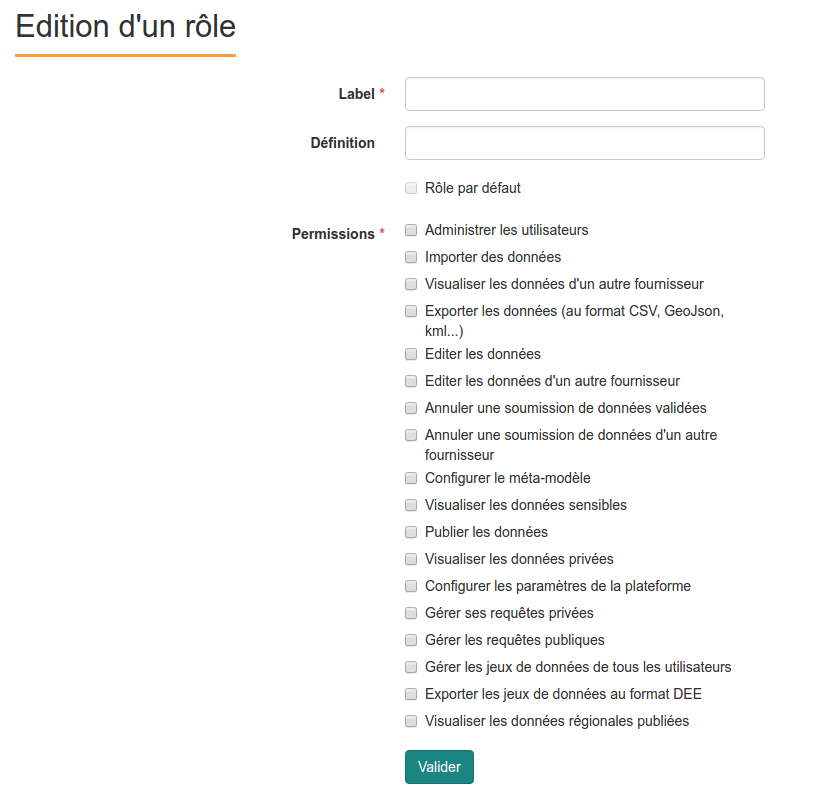 Edition d'un rôle
Label *
Définition
Rôle par défaut
Permissions *
Administrer les utilisateurs
Importer des données
Visualiser les données d'un autre fournisseur
Exporter les données (au format CSV, GeoJson,
kml...)
Editer les données
Editer les données d'un autre fournisseur
Annuler une soumission de données validées
Annuler une soumission de données d'un autre
fournisseur
Configurer le méta-modèle
Visualiser les données sensibles
Publier les données
Visualiser les données privées
Configurer les paramètres de la plateforme
Gérer ses requêtes privées
Gérer les requêtes publiques
Gérer les jeux de données de tous les utilisateurs
Exporter les jeux de données au format DEE
Visualiser les données régionales publiées
Valider